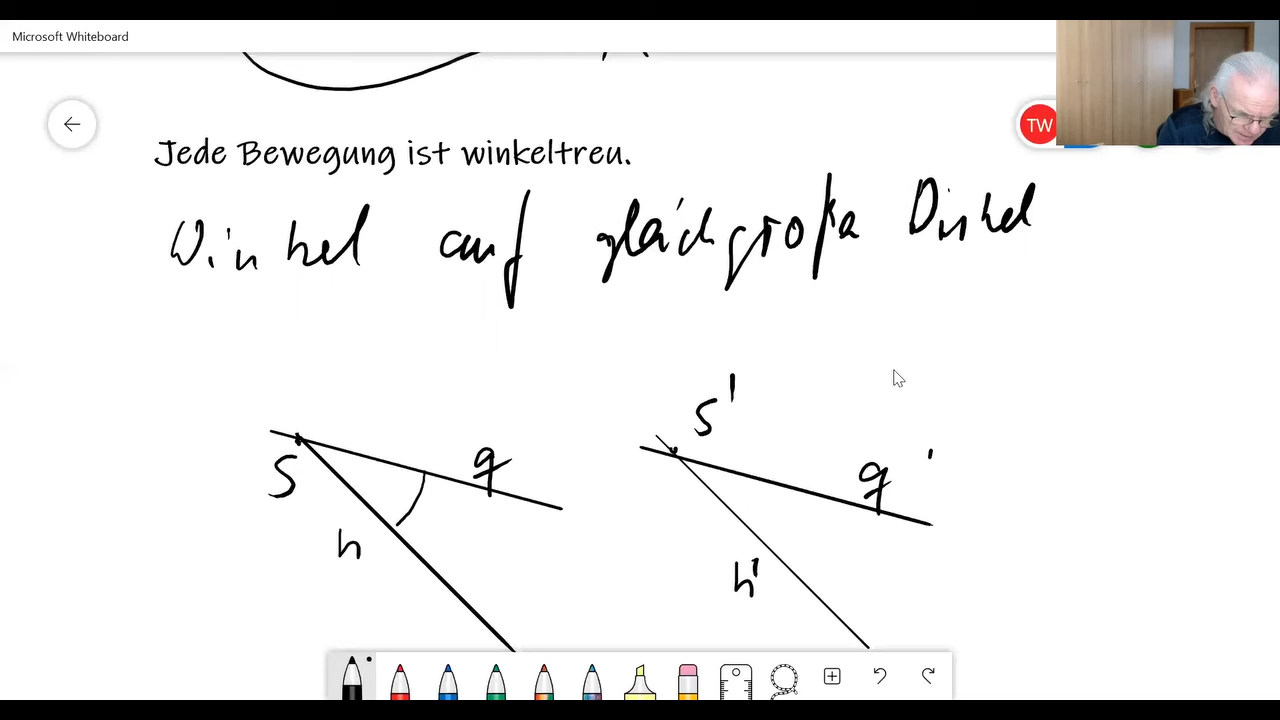 Microsoft Whiteboard
TW
Jede Bewegung ist winkeltreu.
Winkel auf gleichgroße Winkel
S'
S
g
g'
h
h'